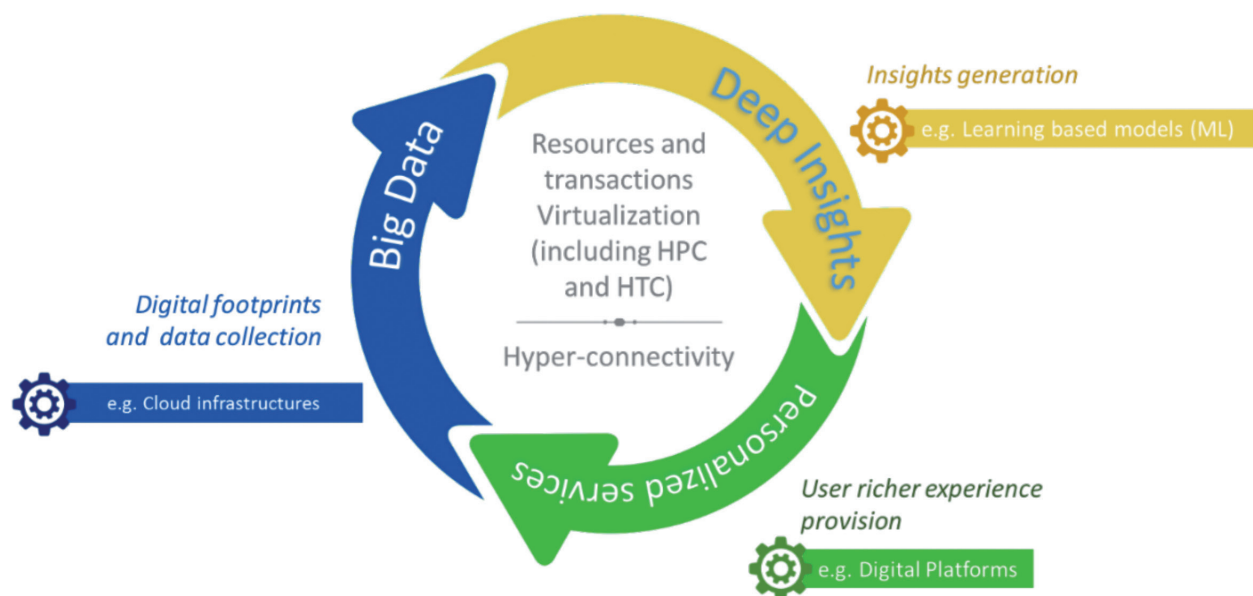 Insights generation
e.g. Learning based models (ML)
Deep Insights
Big Data
Resources and
transactions
Virtualization
(including HPC
and HTC)
Hyper-connectivity
Digital footprints
and data collection
e.g. Cloud infrastructures
Personalized services
User richer experience
provision
e.g. Digital Platforms